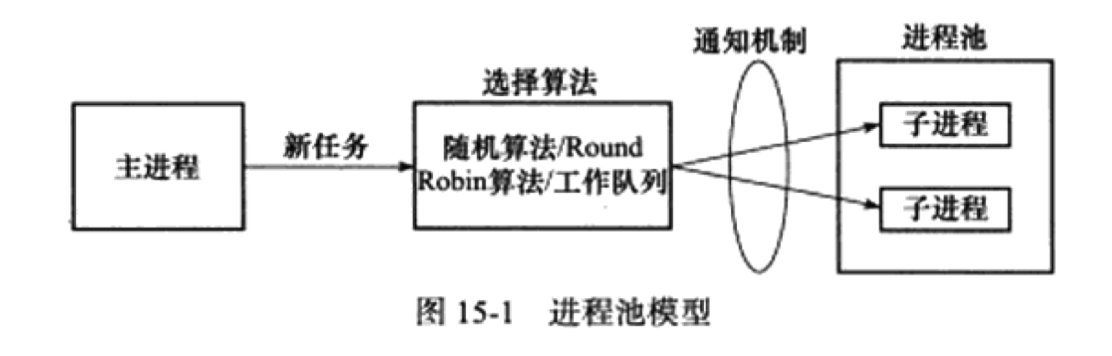 主进程
新任务
选择算法
随机算法/Round
Robin算法/工作队列
通知机制
进程池
子进程
子进程
图 15-1 进程池模型